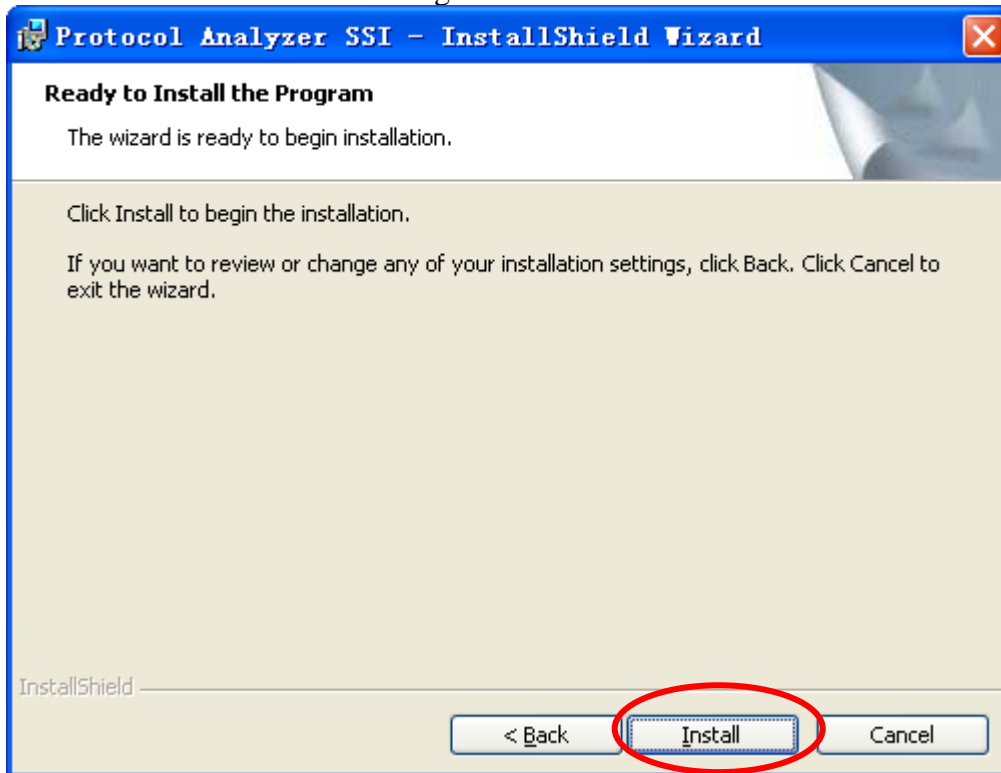 Protocol Analyzer SSI - InstallShield Wizard
Ready to Install the Program
The wizard is ready to begin installation.
Click Install to begin the installation.
If you want to review or change any of your installation settings, click Back. Click Cancel to
exit the wizard.
InstallShield
< Back Install Cancel